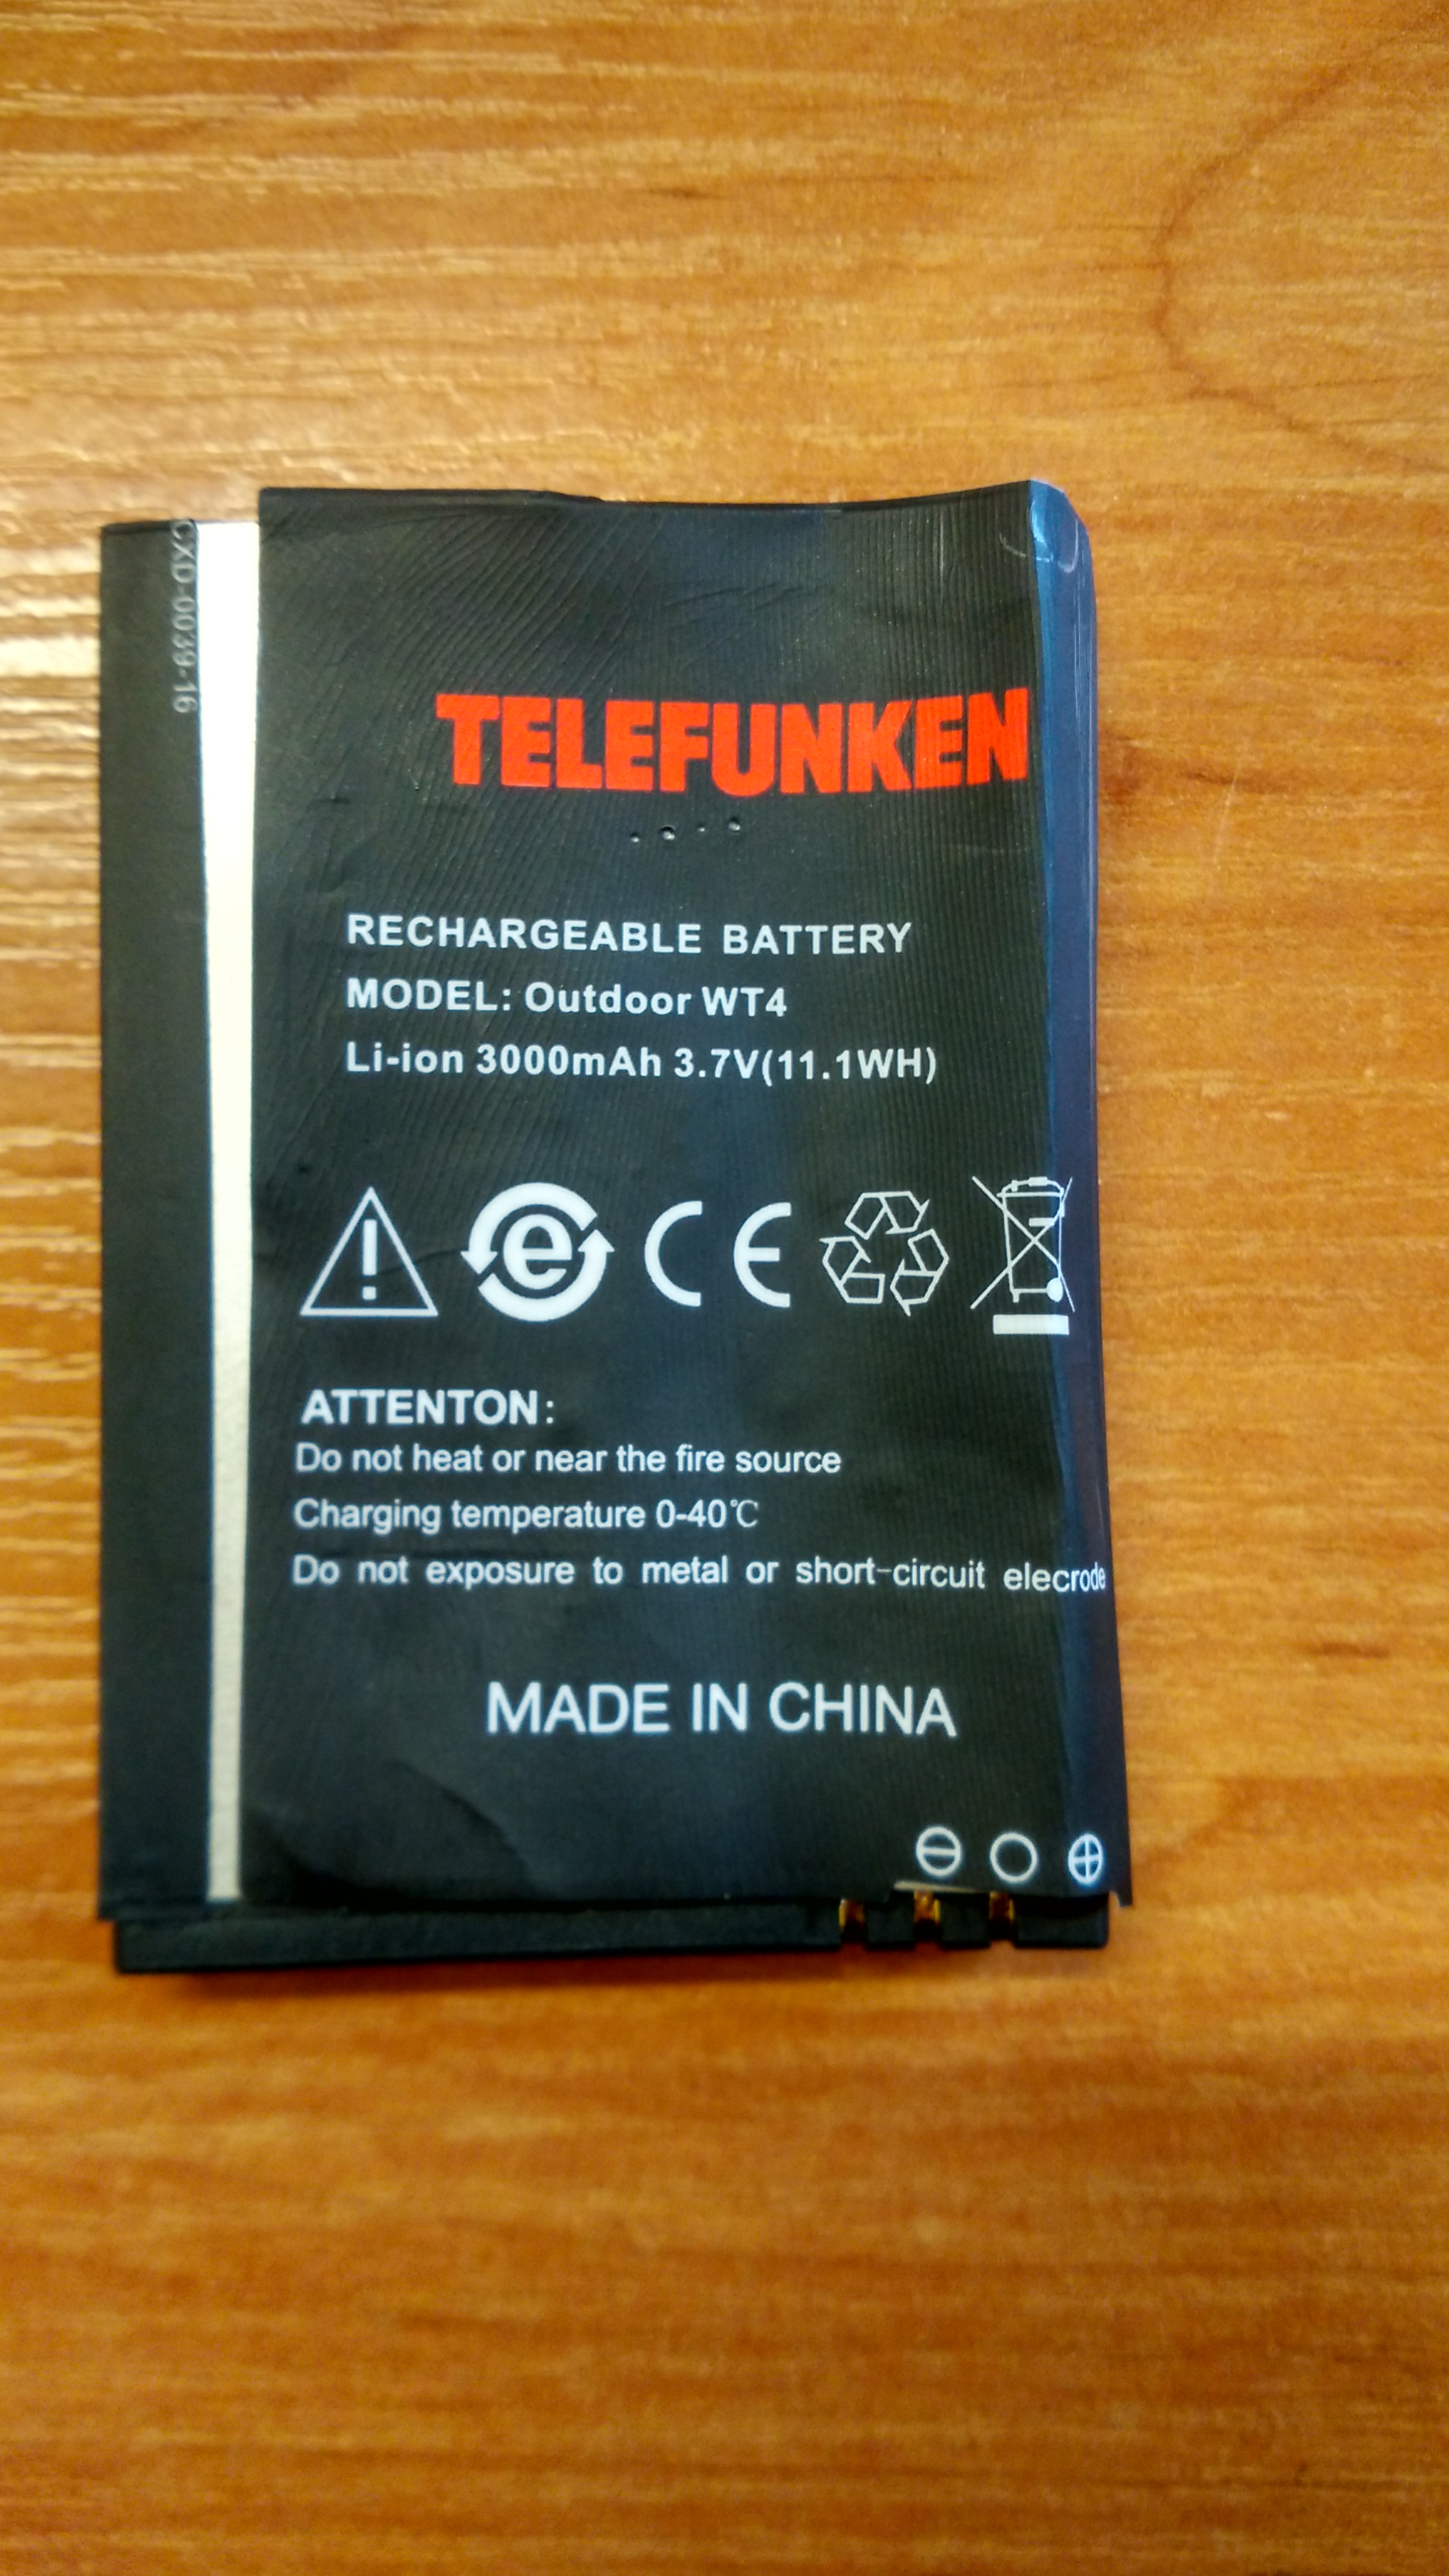 CXD-0039-16
TELEFUNKEN
RECHARGEABLE BATTERY
MODEL: Outdoor WT4
Li-ion 3000mAh 3.7V(11.1WH)
e CE
ATTENTON:
Do not heat or near the fire source
Charging temperature 0-40℃
Do not exposure to metal or short-circuit elecrode
MADE IN CHINA